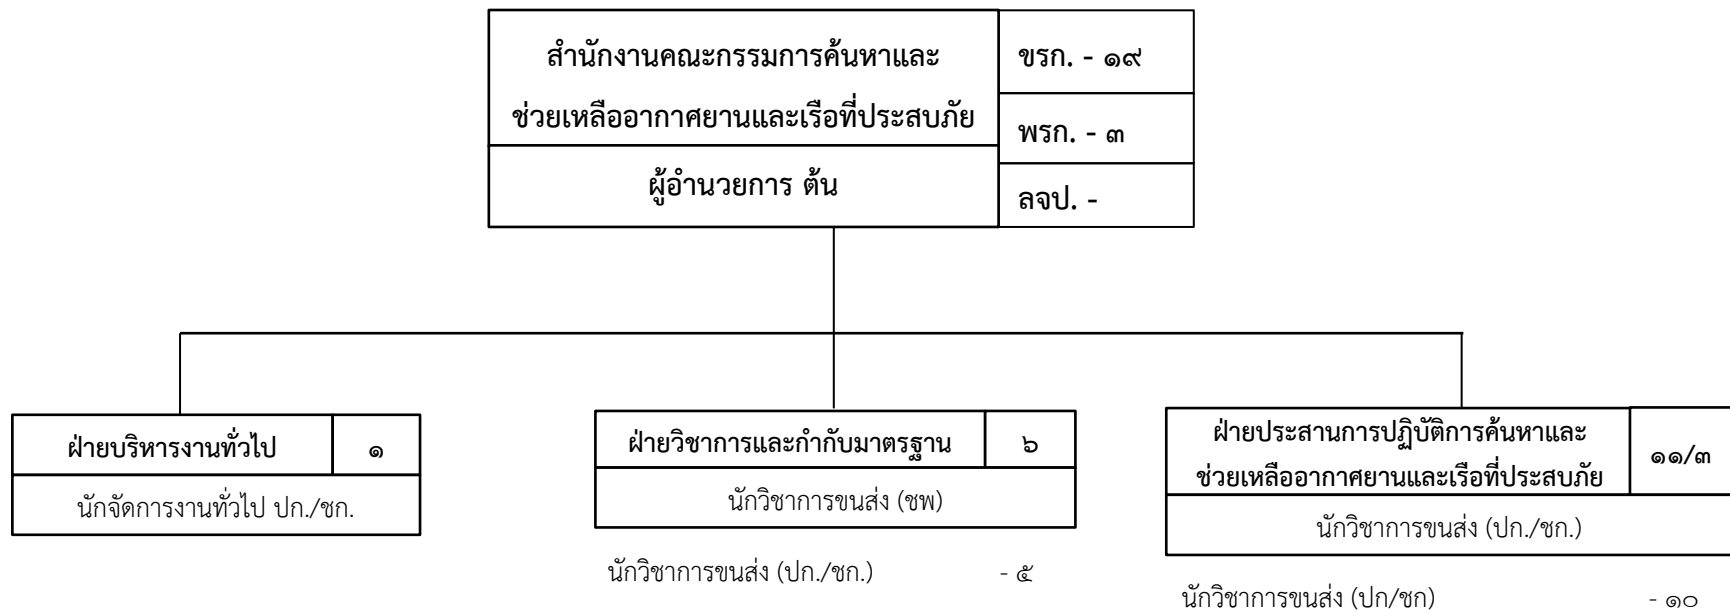 สำนักงานคณะกรรมการค้นหาและ
ช่วยเหลืออากาศยานและเรือที่ประสบภัย
ผู้อำนวยการ ต้น
ขรก. - ๑๙
พรก. - ๓
ลจป. -
ฝ่ายบริหารงานทั่วไป ๑
นักจัดการงานทั่วไป ปก./ชก.
ฝ่ายวิชาการและกำกับมาตรฐาน ๖
นักวิชาการขนส่ง (ชพ)
นักวิชาการขนส่ง (ปก./ชก.) - ๕
ฝ่ายประสานการปฏิบัติการค้นหาและ
ช่วยเหลืออากาศยานและเรือที่ประสบภัย
๑๑/๓
นักวิชาการขนส่ง (ปก./ชก.)
นักวิชาการขนส่ง (ปก/ชก) - ๑๐